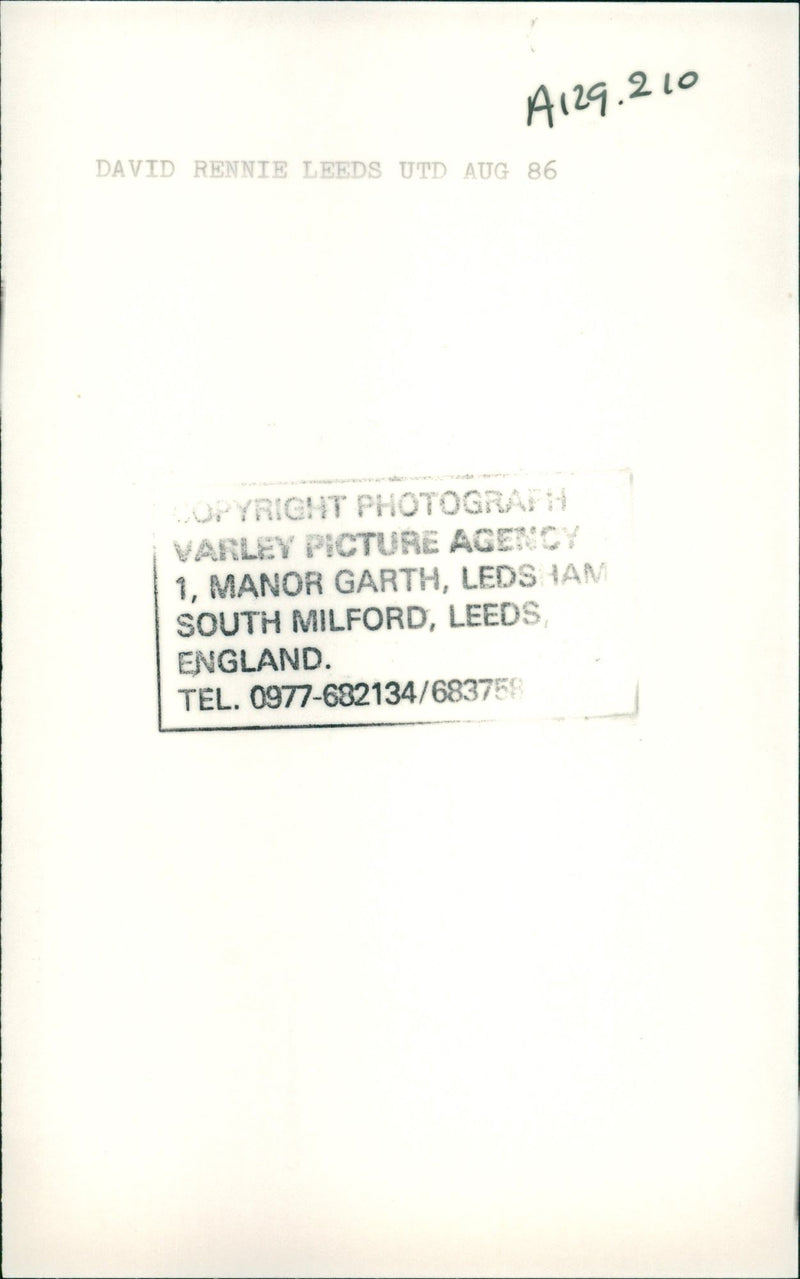 A129.210
DAVID RENNIE LEEDS UTD AUG 86
COPYRIGHT PHOTOGRAPH
VARLEY PICTURE AGENCY
1, MANOR GARTH, LEDSHAM
SOUTH MILFORD, LEEDS,
ENGLAND.
TEL. 0977-682134/683758